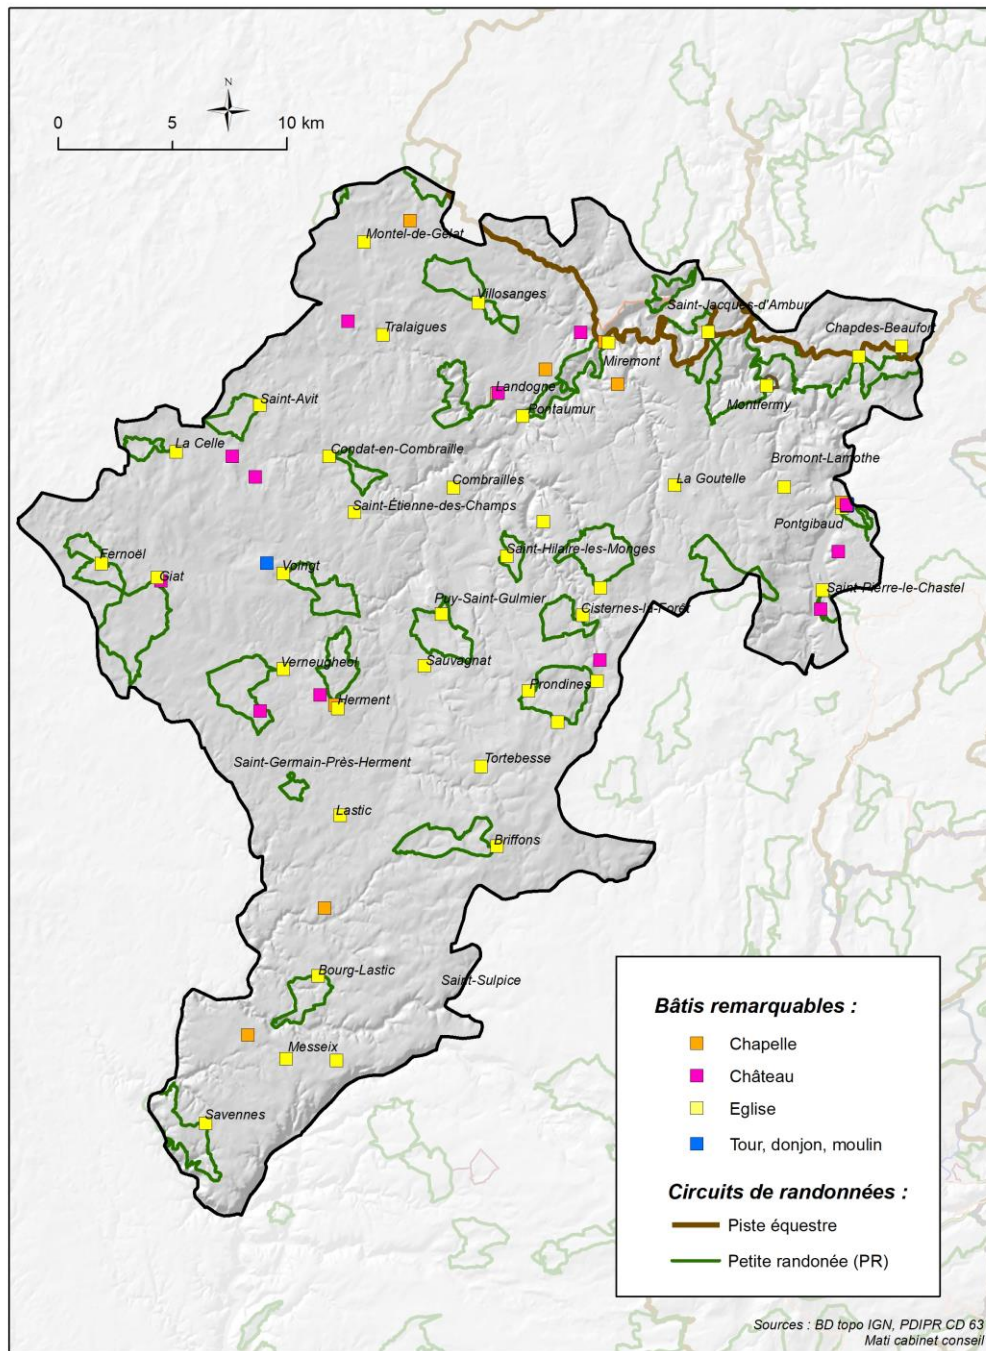 N
0 5 10 km
Montel-de-Gelat
Villosanges
Saint-Jacques-d'Ambur
Chapdes-Beaufort
Tralaigues
Miremont
Landogne
Saint-Avit
Pontaumur
Montfermy
La Celle
Condat-en-Combraille
Bromont-Lamothe
Combrailles
La Goutelle
Saint-Étienne-des-Champs
Pontgibaud
Fernoël
Saint-Hilaire-les-Monges
Voingt
Giat
Saint-Pierre-le-Chastel
Puy-Saint-Gulmier
Cisternes-la-Forêt
Verneugheol
Sauvagnat
Prondines
Herment
Tortebesse
Saint-Germain-Près-Herment
Lastic
Briffons
Bourg-Lastic
Saint-Sulpice
Messeix
Savennes
Bâtis remarquables :
Chapelle
Château
Eglise
Tour, donjon, moulin
Circuits de randonnées :
Piste équestre
Petite randonée (PR)
Sources : BD topo IGN, PDIPR CD 63
Mati cabinet conseil